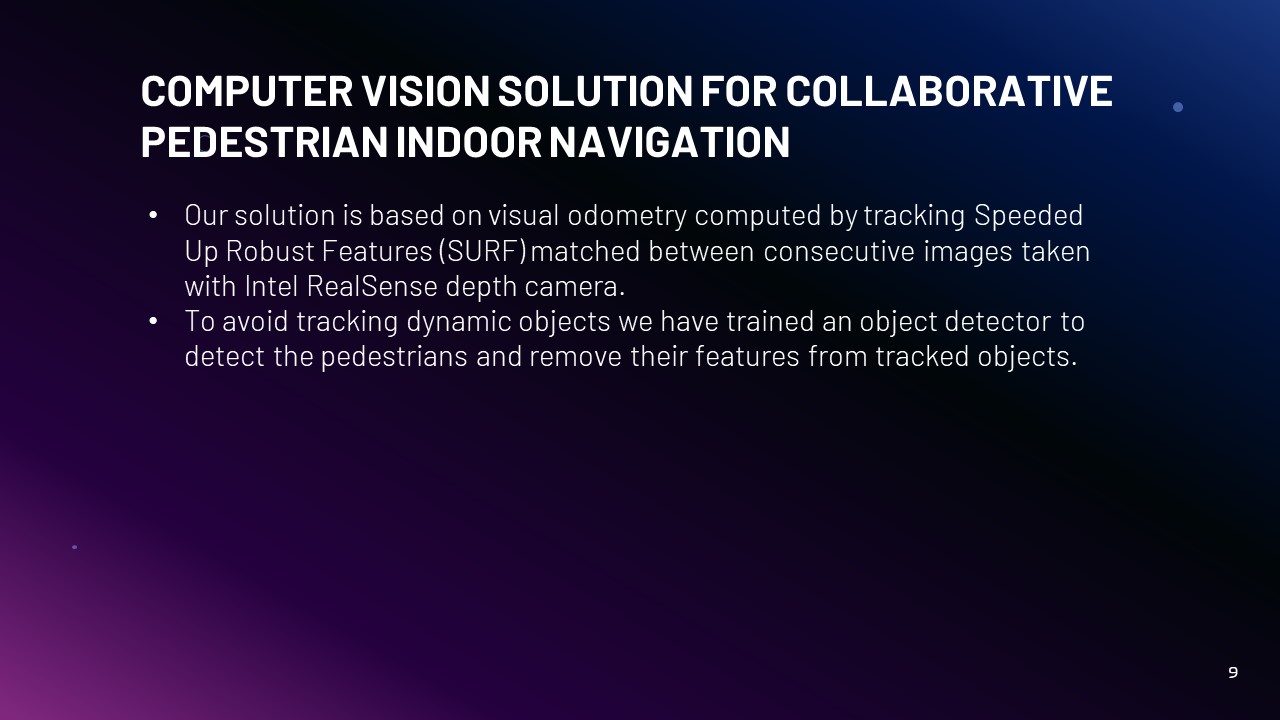 COMPUTER VISION SOLUTION FOR COLLABORATIVE
PEDESTRIAN INDOOR NAVIGATION
• Our solution is based on visual odometry computed by tracking Speeded
Up Robust Features (SURF) matched between consecutive images taken
with Intel RealSense depth camera.
• To avoid tracking dynamic objects we have trained an object detector to
detect the pedestrians and remove their features from tracked objects.
9